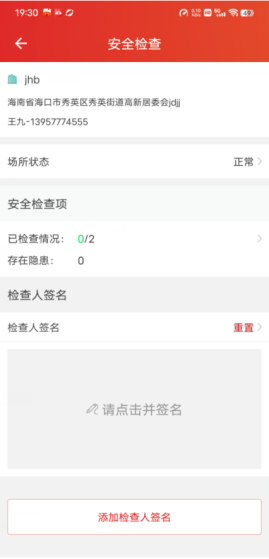 19:30
安全检查
jhb
海南省海口市秀英区秀英街道高新居委会jdjj
王九-13957774555
场所状态 正常
安全检查项
已检查情况： 0/2
存在隐患： 0
检查人签名
检查人签名 重置
请点击并签名
添加检查人签名